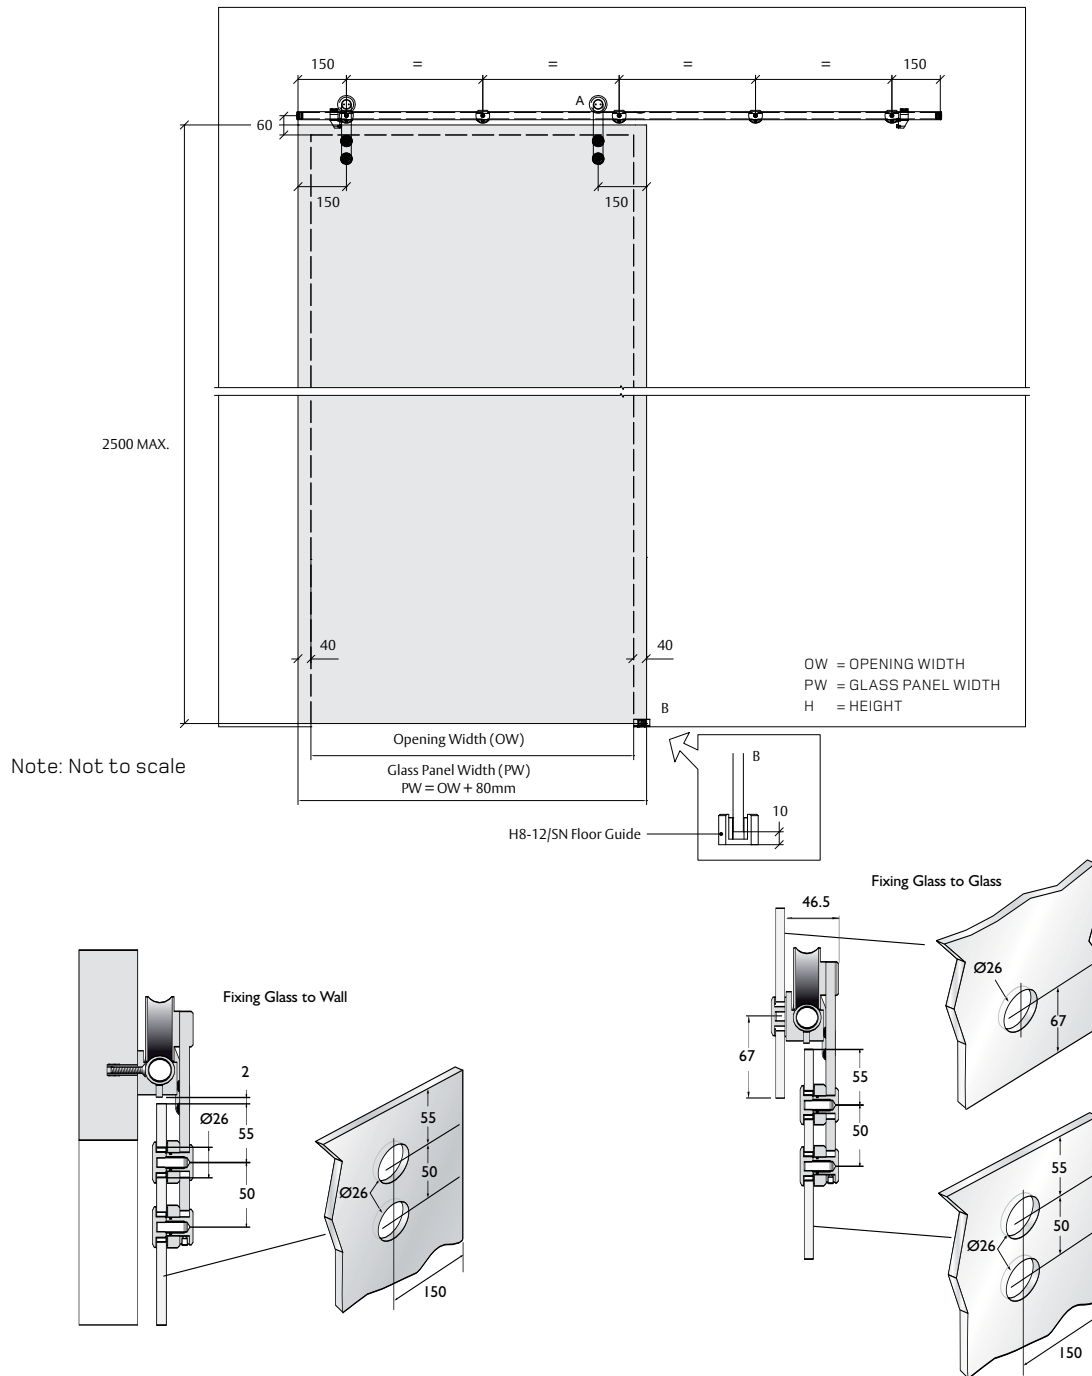 150 = = = = 150
A
60
150 150
2500 MAX.
40 40
OW = OPENING WIDTH
PW = GLASS PANEL WIDTH
H = HEIGHT
B
Opening Width (OW)
Note: Not to scale
Glass Panel Width (PW)
PW = OW + 80mm
B
10
H8-12/SN Floor Guide
Fixing Glass to Glass
46.5
Ø26
67
67
55
50
55
50
Ø26
150
Fixing Glass to Wall
2
Ø26
55
50
55
50
Ø26
150